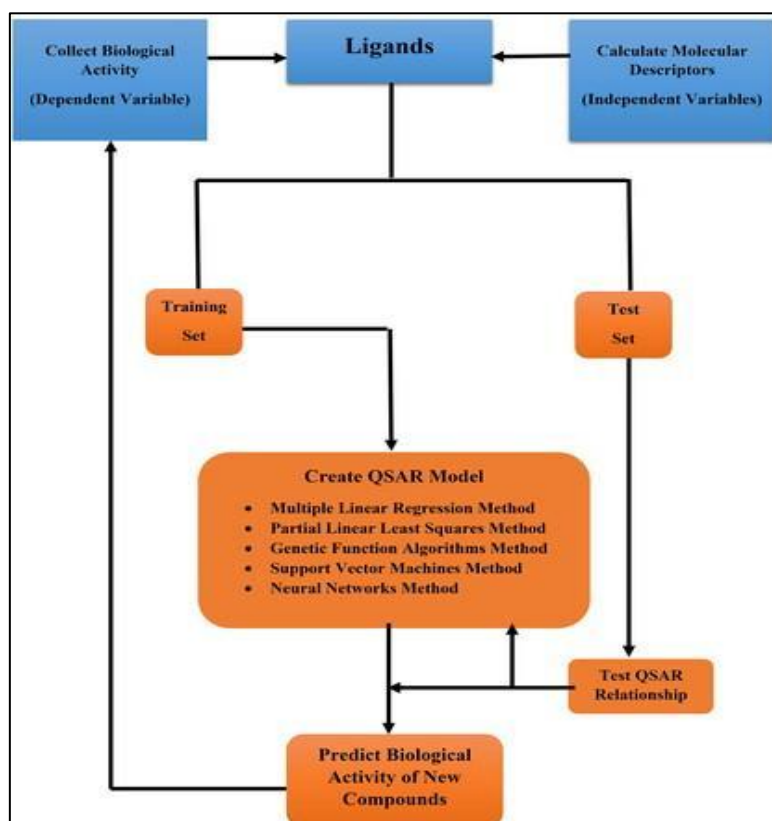 Collect Biological
Activity
(Dependent Variable)
Ligands
Calculate Molecular
Descriptors
(Independent Variables)
Training
Set
Test
Set
Create QSAR Model
• Multiple Linear Regression Method
• Partial Linear Least Squares Method
• Genetic Function Algorithms Method
• Support Vector Machines Method
• Neural Networks Method
Test QSAR
Relationship
Predict Biological
Activity of New
Compounds